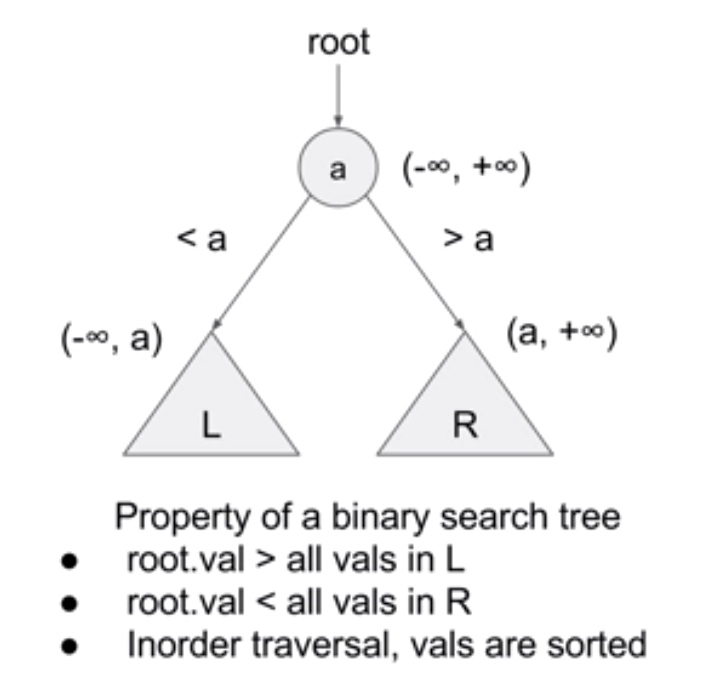 root
a
(-∞, +∞)
< a
> a
(-∞, a)
(a, +∞)
L
R
Property of a binary search tree
● root.val > all vals in L
● root.val < all vals in R
● Inorder traversal, vals are sorted